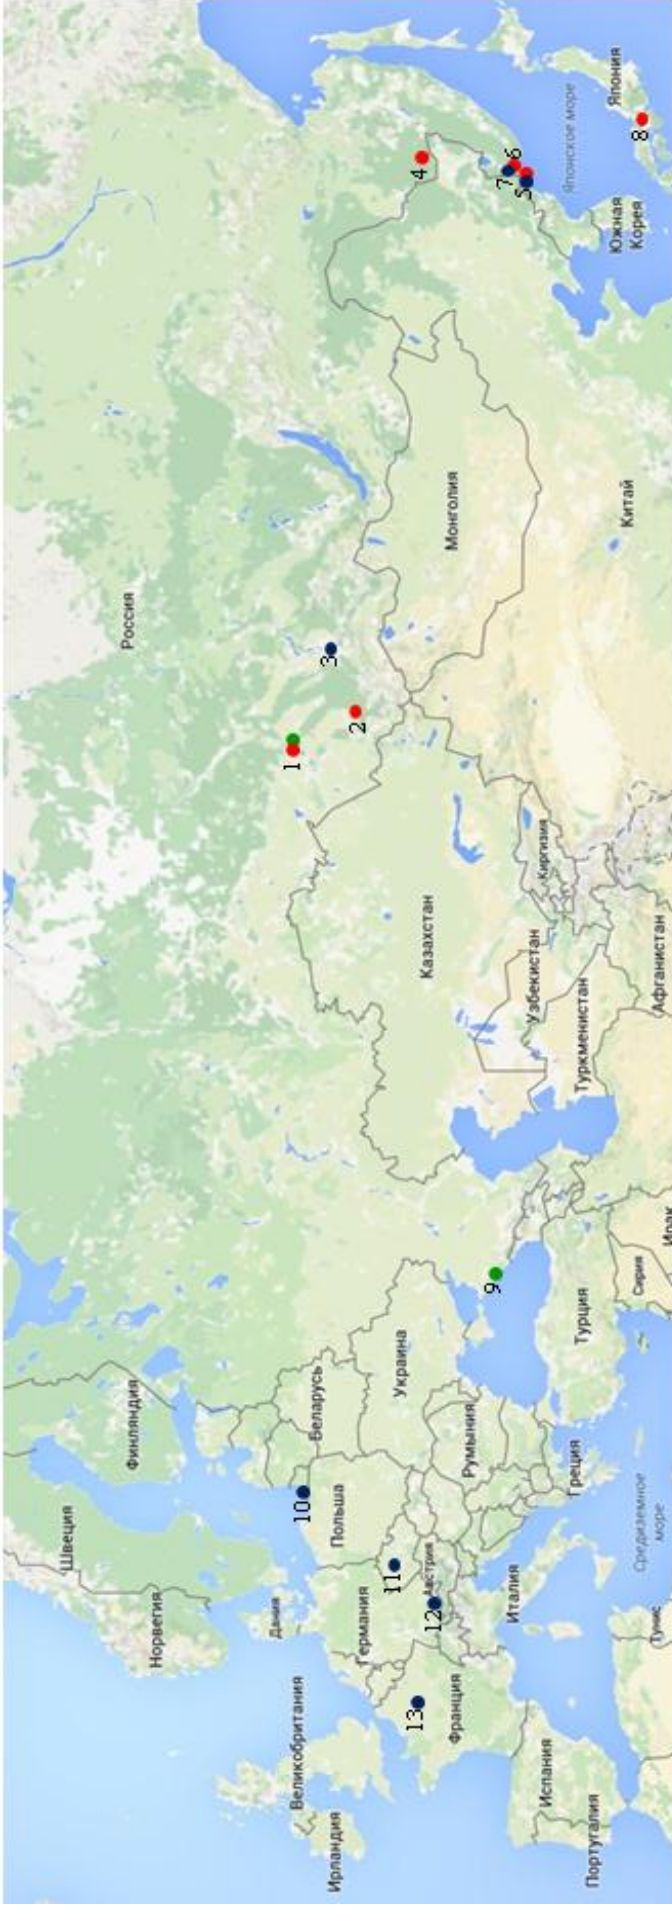 Швеция
Финляндия
Норвегия
Россия
Дания
Великобритания
Ирландия
10
Польша
Беларусь
Германия
11
Австрия
12
13
Франция
Украина
Румыния
Казахстан
Монголия
1
2
3
4
Италия
Испания
Португалия
Греция
9
Узбекистан
Киргизия
Туркменистан
7
6
5
Японское море
Япония
8
Южная
Корея
Китай
Турция
Сирия
Ирак
Афганистан
Средиземное
море
Тунис